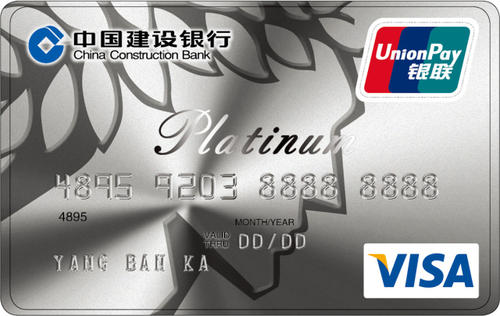 中国建设银行
China Construction Bank
UnionPay
银联
Platinum
4895 9203 8888 8888
4895
MONTH/YEAR
VALID
THRU
DD/DD
YANG BAN KA
VISA